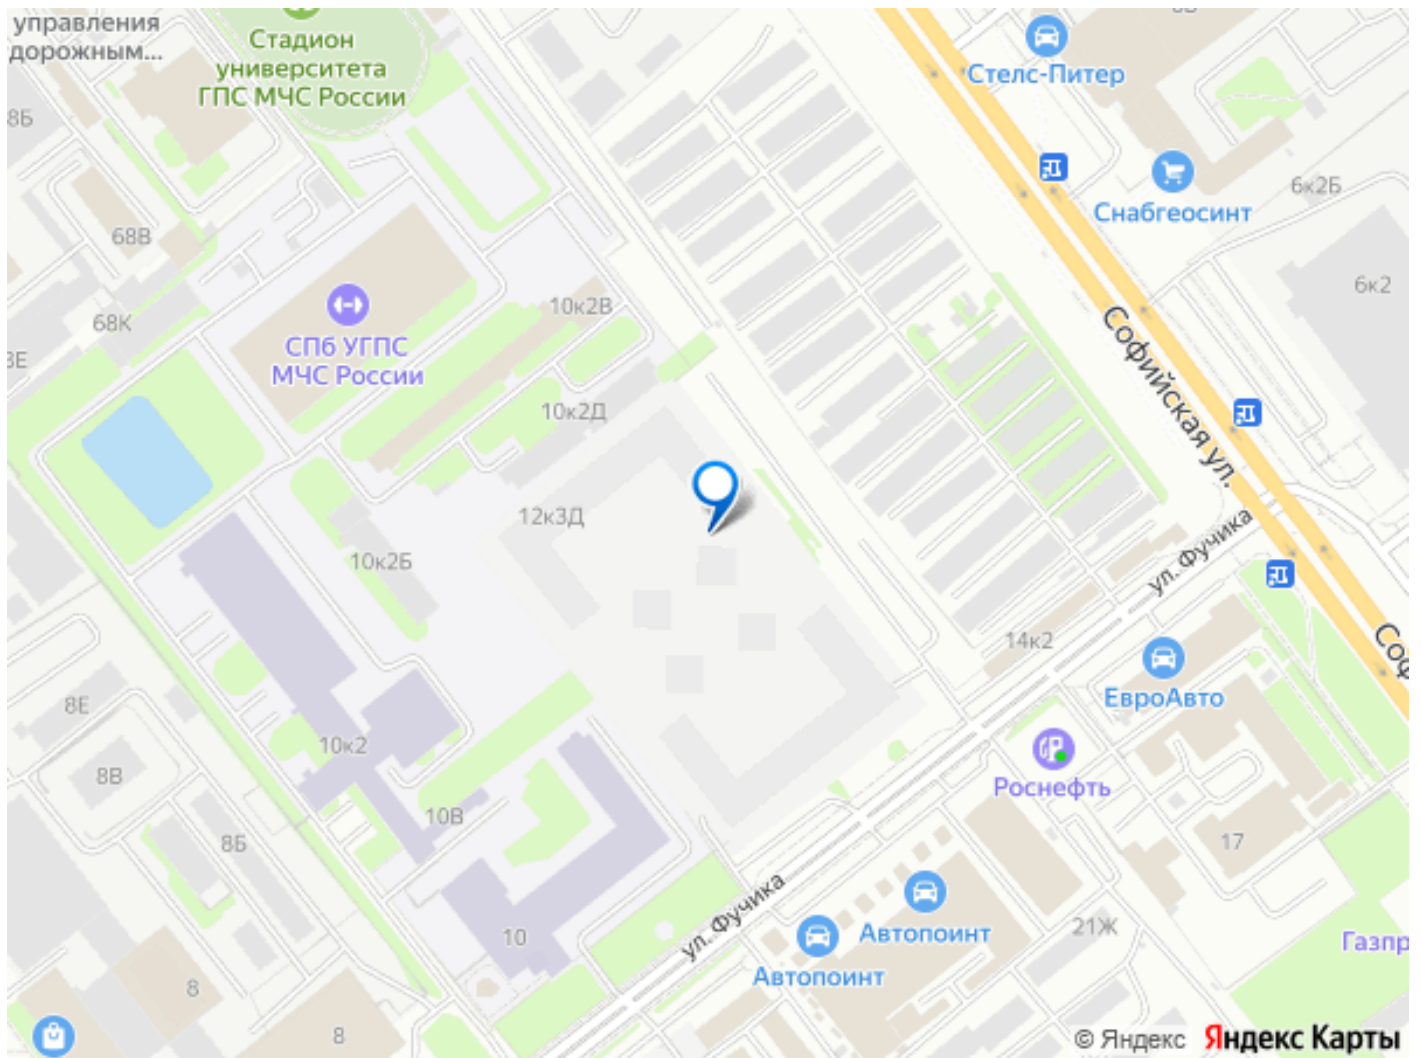 управления
дорожным...
Стадион
университета
ГПС МЧС России
Стелс-Питер
8Б
Снабгеосинт
6к2Б
68В
6к2
68К
10к2В
СПб УГПС
МЧС России
Софийская ул.
10к2Д
12к3Д
10к2Б
ул. Фучика
14к2
ЕвроАвто
8Е
10к2
8В
Роснефть
10В
8Б
17
ул. Фучика
10
Автопоинт
21Ж
Автопоинт
8
8
© Яндекс Яндекс Карты